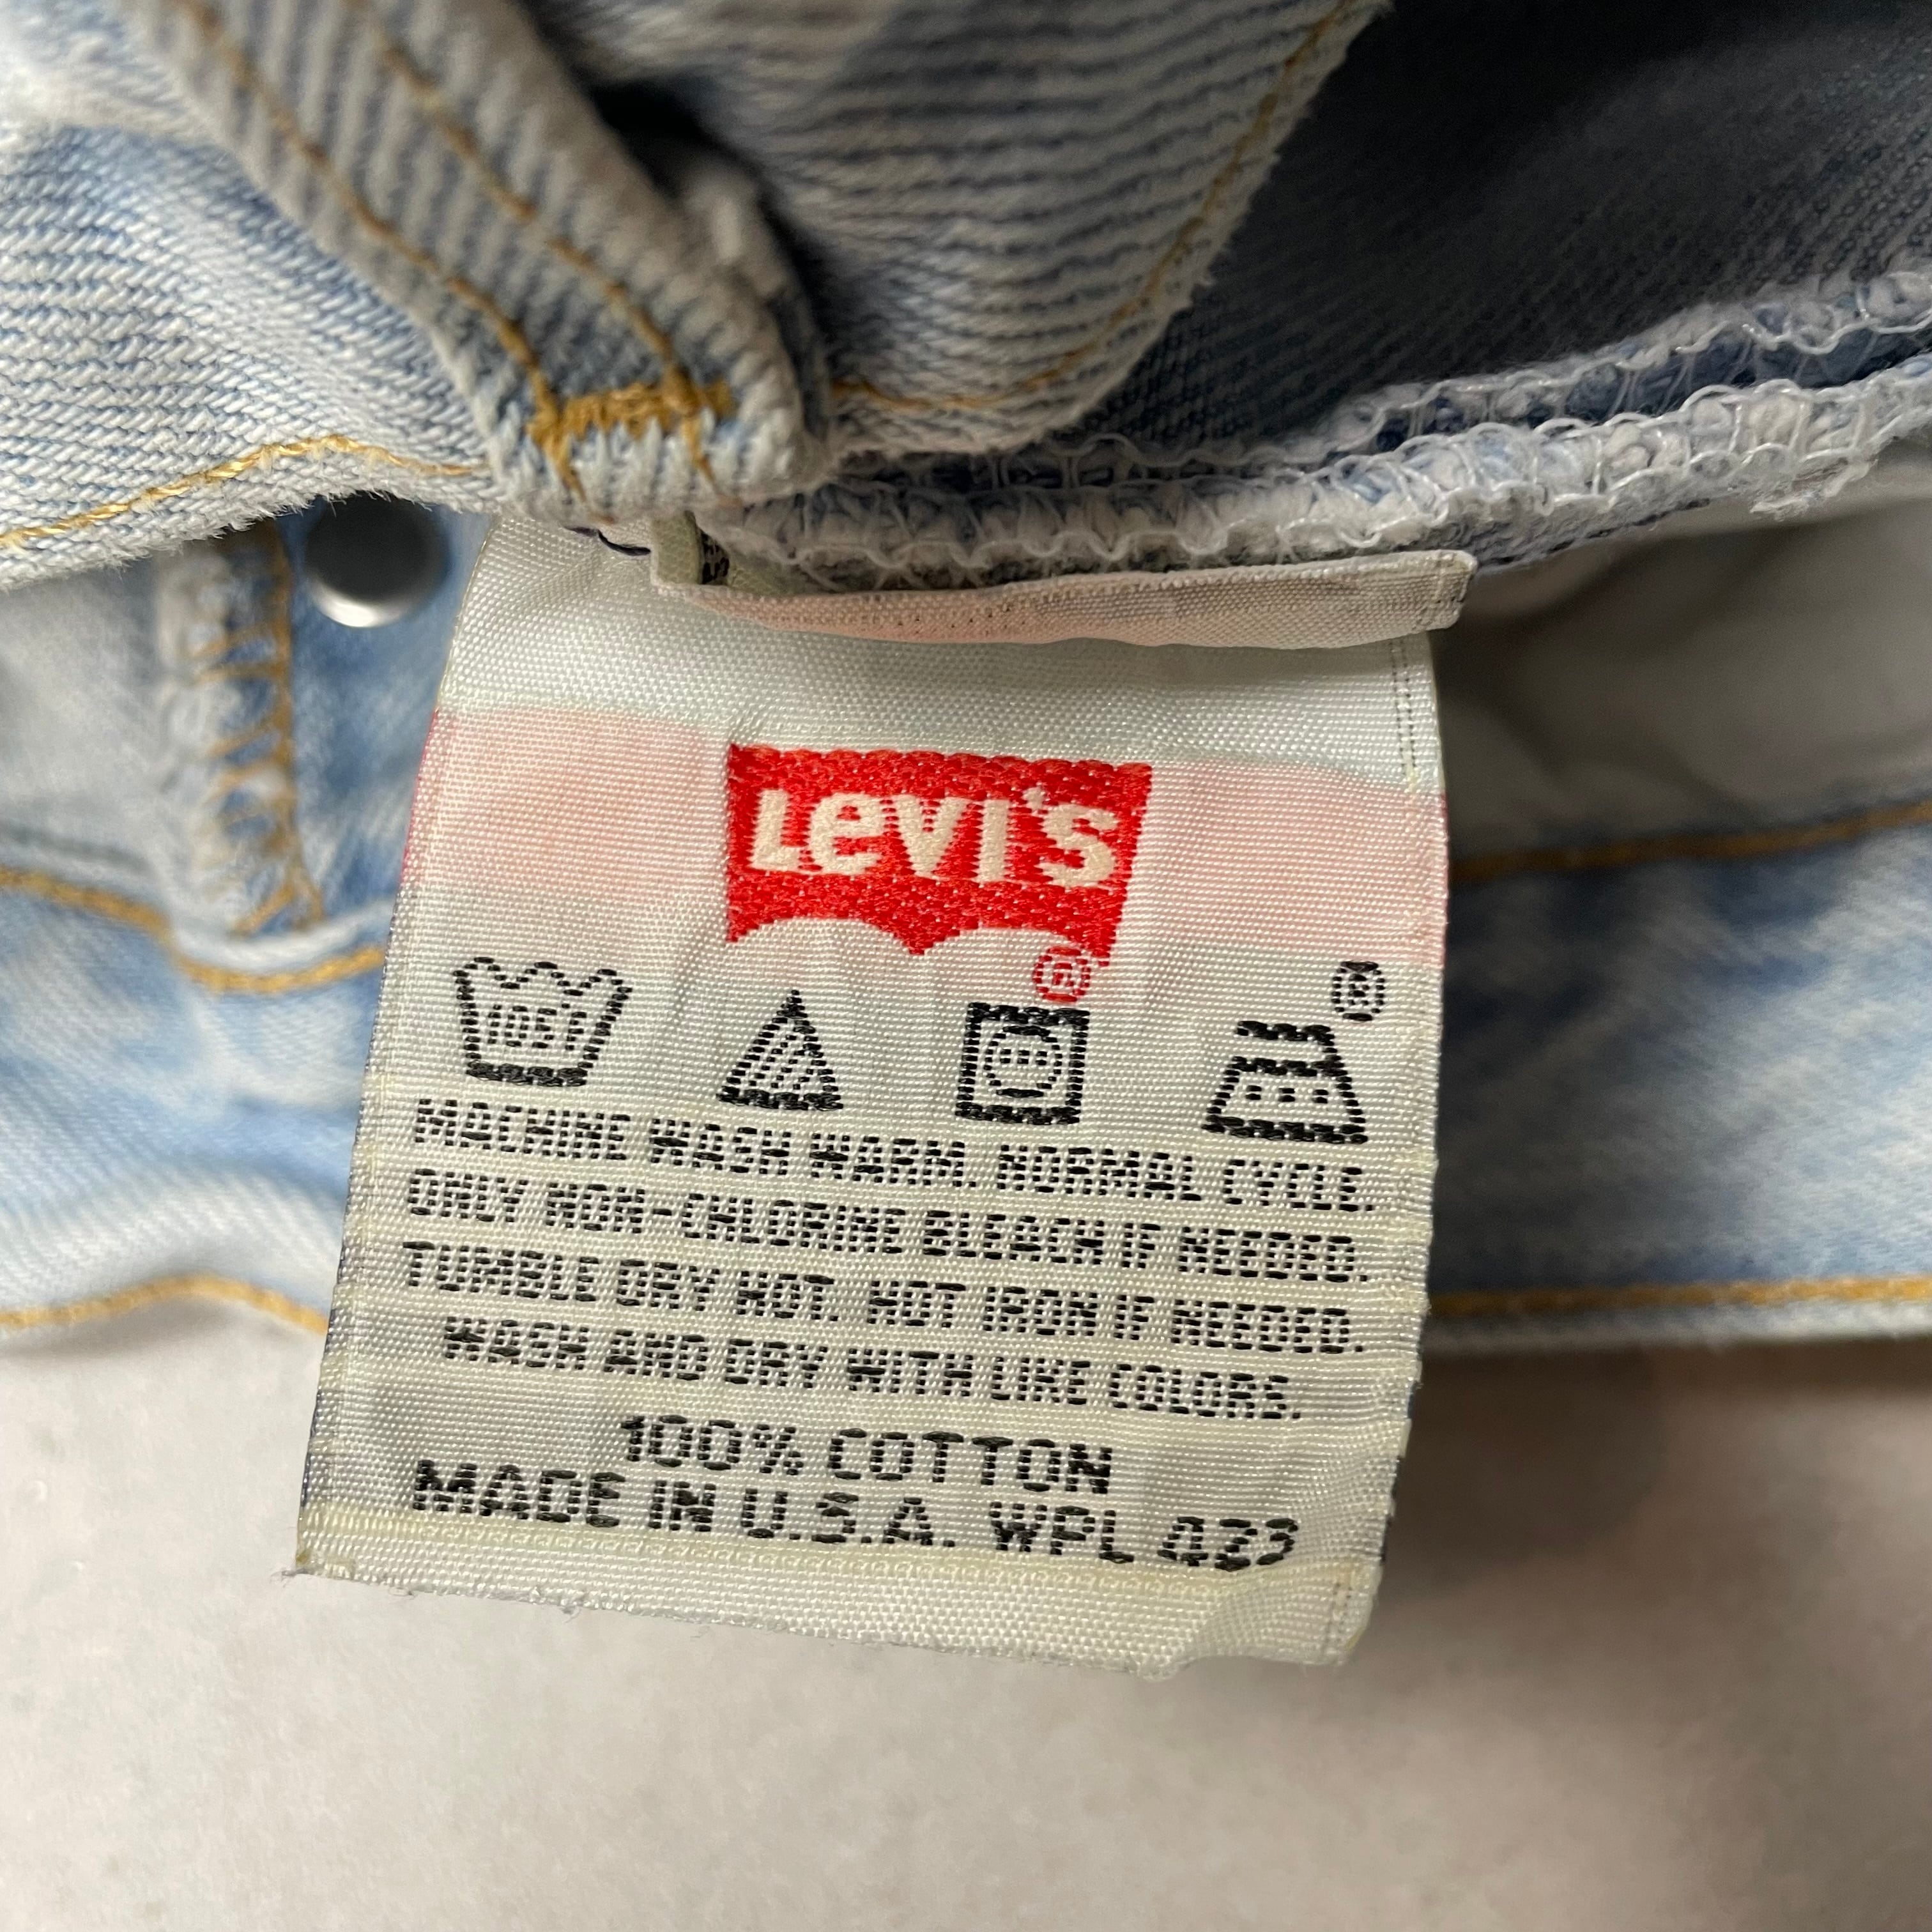 LEVI'S
®
®
105F
MACHINE WASH WARM. NORMAL CYCLE.
ONLY NON-CHLORINE BLEACH IF NEEDED.
TUMBLE DRY HOT. HOT IRON IF NEEDED.
WASH AND DRY WITH LIKE COLORS.
100% COTTON
MADE IN U.S.A. WPL 423